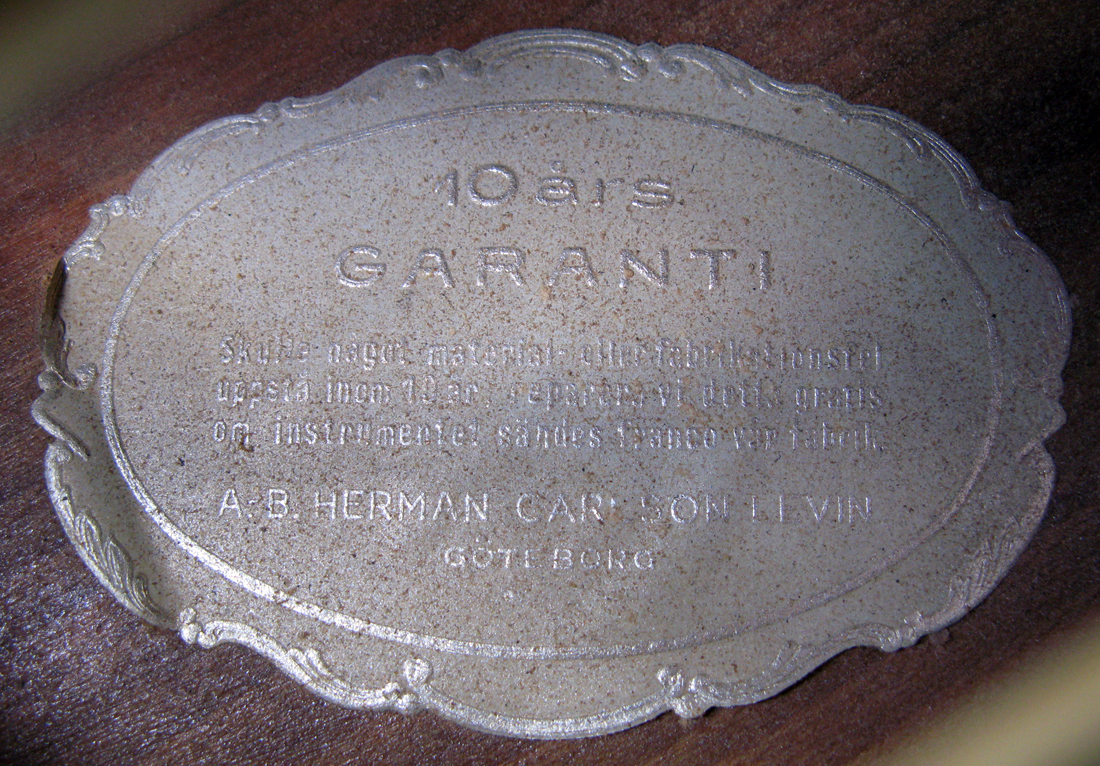 10 års
GARANTI
Skulle något material- eller fabrikationsfel
uppstå inom 10 år, reparera vi detta gratis
om instrumentet sändes franco vår fabrik.
A.-B. HERMAN CARLSON LEVIN
GÖTEBORG